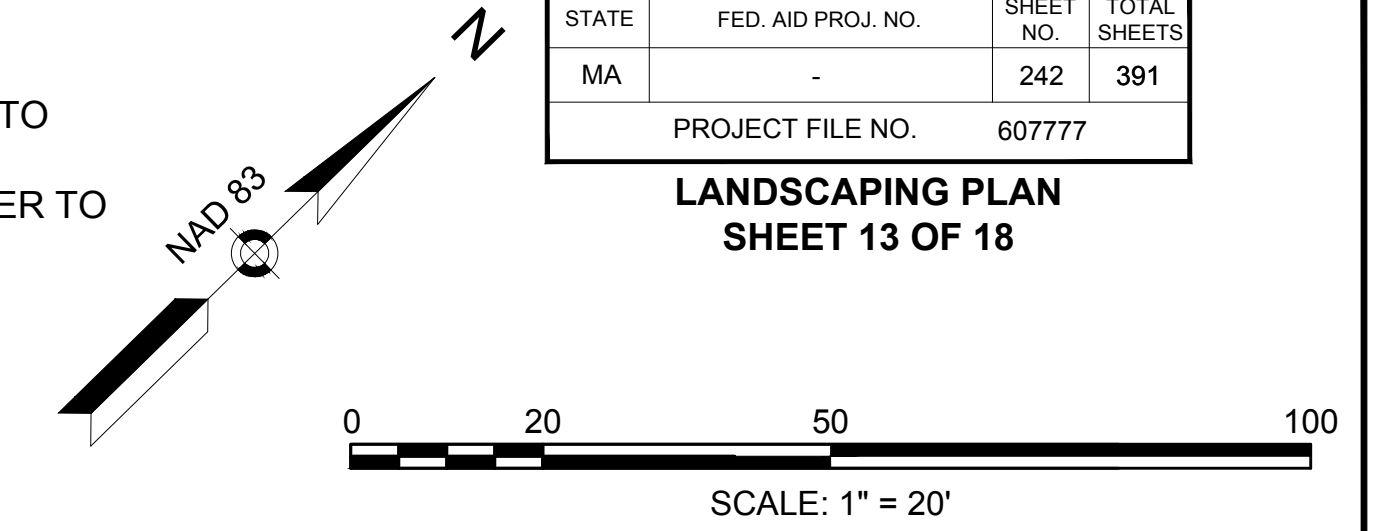 STATE FED. AID PROJ. NO. SHEET NO. TOTAL SHEETS
MA - 242 391
PROJECT FILE NO. 607777
LANDSCAPING PLAN
SHEET 13 OF 18
N
TO
ER TO
NAD 83
0 20 50 100
SCALE: 1" = 20'